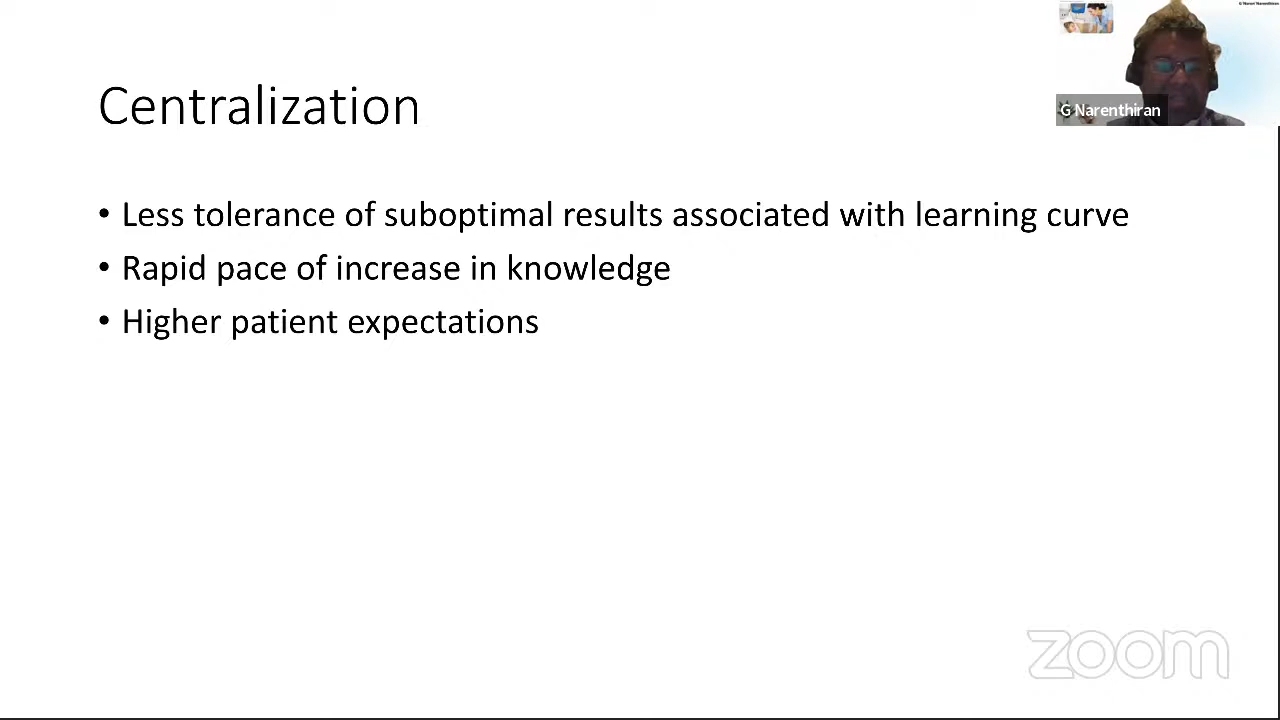 Centralization
• Less tolerance of suboptimal results associated with learning curve
• Rapid pace of increase in knowledge
• Higher patient expectations
G Narenthiran
zoom